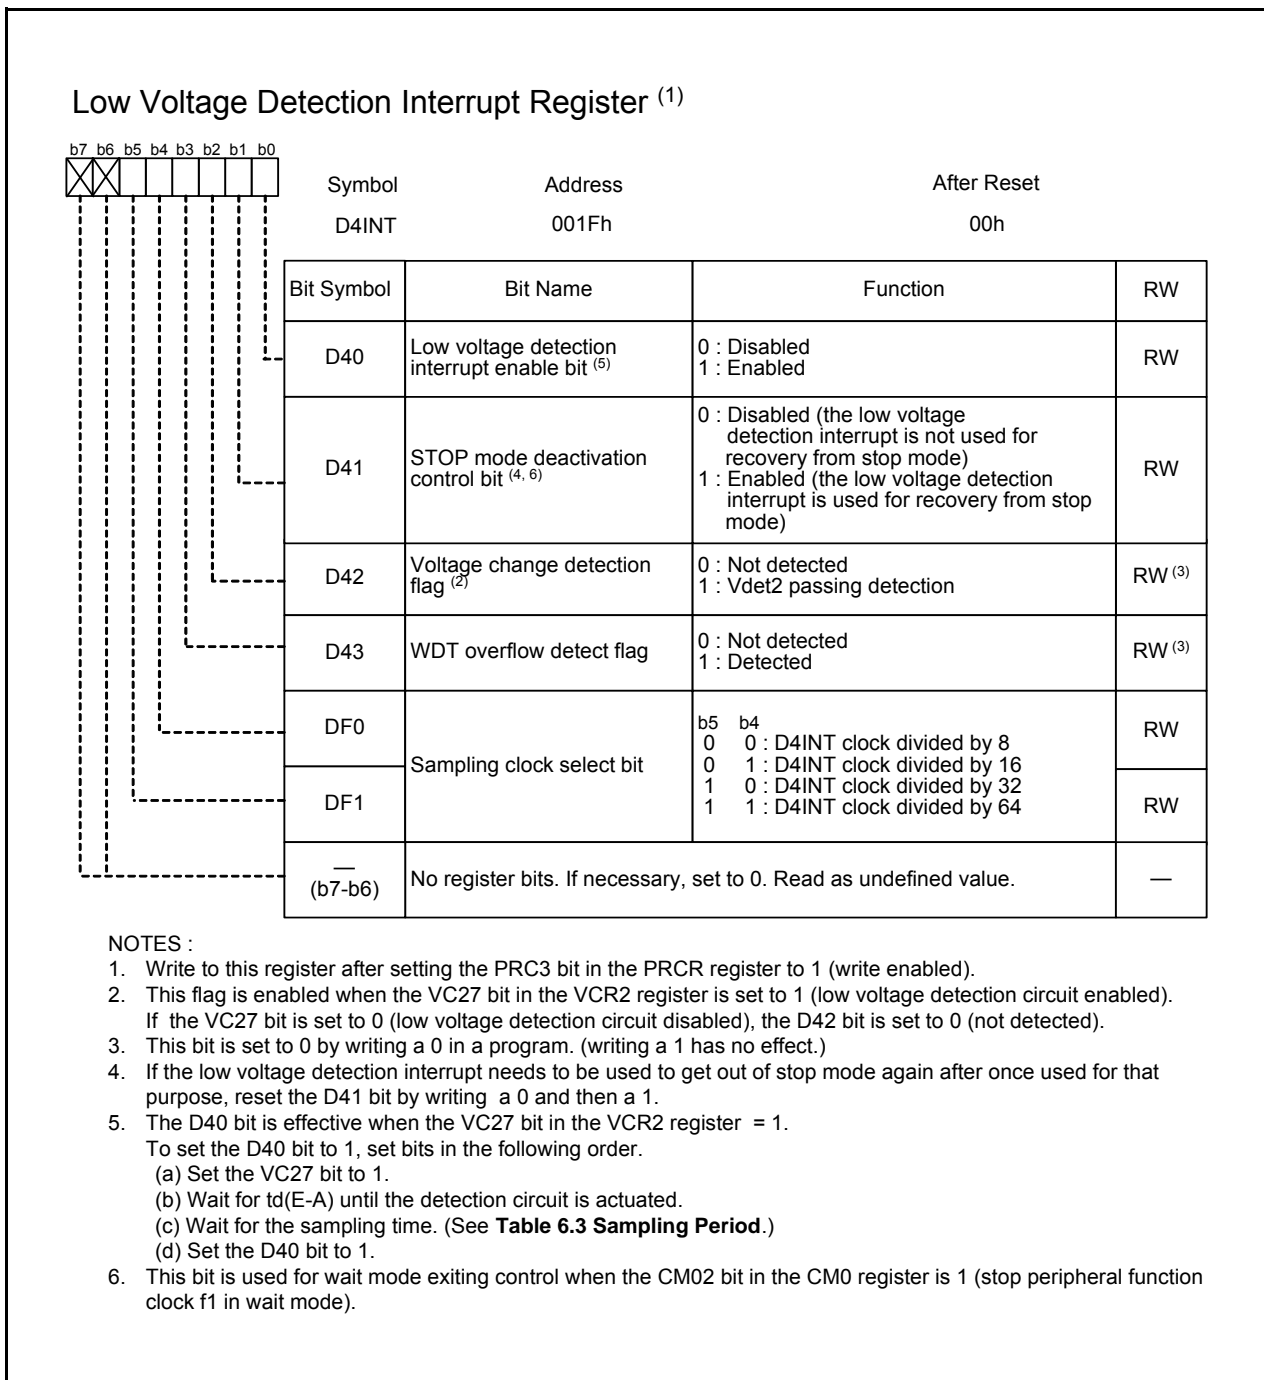 Low Voltage Detection Interrupt Register (1)
b7 b6 b5 b4 b3 b2 b1 b0
Symbol Address After Reset
D4INT 001Fh 00h
Bit Symbol Bit Name Function RW
D40 Low voltage detection interrupt enable bit (5) 0 : Disabled RW
1 : Enabled
D41 STOP mode deactivation control bit (4, 6) 0 : Disabled (the low voltage RW
detection interrupt is not used for
recovery from stop mode)
1 : Enabled (the low voltage detection
interrupt is used for recovery from stop
mode)
D42 Voltage change detection flag (2) 0 : Not detected RW (3)
1 : Vdet2 passing detection
D43 WDT overflow detect flag 0 : Not detected RW (3)
1 : Detected
DF0 Sampling clock select bit b5 b4 RW
0 0 : D4INT clock divided by 8
0 1 : D4INT clock divided by 16
1 0 : D4INT clock divided by 32
DF1 1 1 : D4INT clock divided by 64 RW
— (b7-b6) No register bits. If necessary, set to 0. Read as undefined value. —
NOTES :
1. Write to this register after setting the PRC3 bit in the PRCR register to 1 (write enabled).
2. This flag is enabled when the VC27 bit in the VCR2 register is set to 1 (low voltage detection circuit enabled).
If the VC27 bit is set to 0 (low voltage detection circuit disabled), the D42 bit is set to 0 (not detected).
3. This bit is set to 0 by writing a 0 in a program. (writing a 1 has no effect.)
4. If the low voltage detection interrupt needs to be used to get out of stop mode again after once used for that
purpose, reset the D41 bit by writing a 0 and then a 1.
5. The D40 bit is effective when the VC27 bit in the VCR2 register = 1.
To set the D40 bit to 1, set bits in the following order.
(a) Set the VC27 bit to 1.
(b) Wait for td(E-A) until the detection circuit is actuated.
(c) Wait for the sampling time. (See Table 6.3 Sampling Period.)
(d) Set the D40 bit to 1.
6. This bit is used for wait mode exiting control when the CM02 bit in the CM0 register is 1 (stop peripheral function
clock f1 in wait mode).